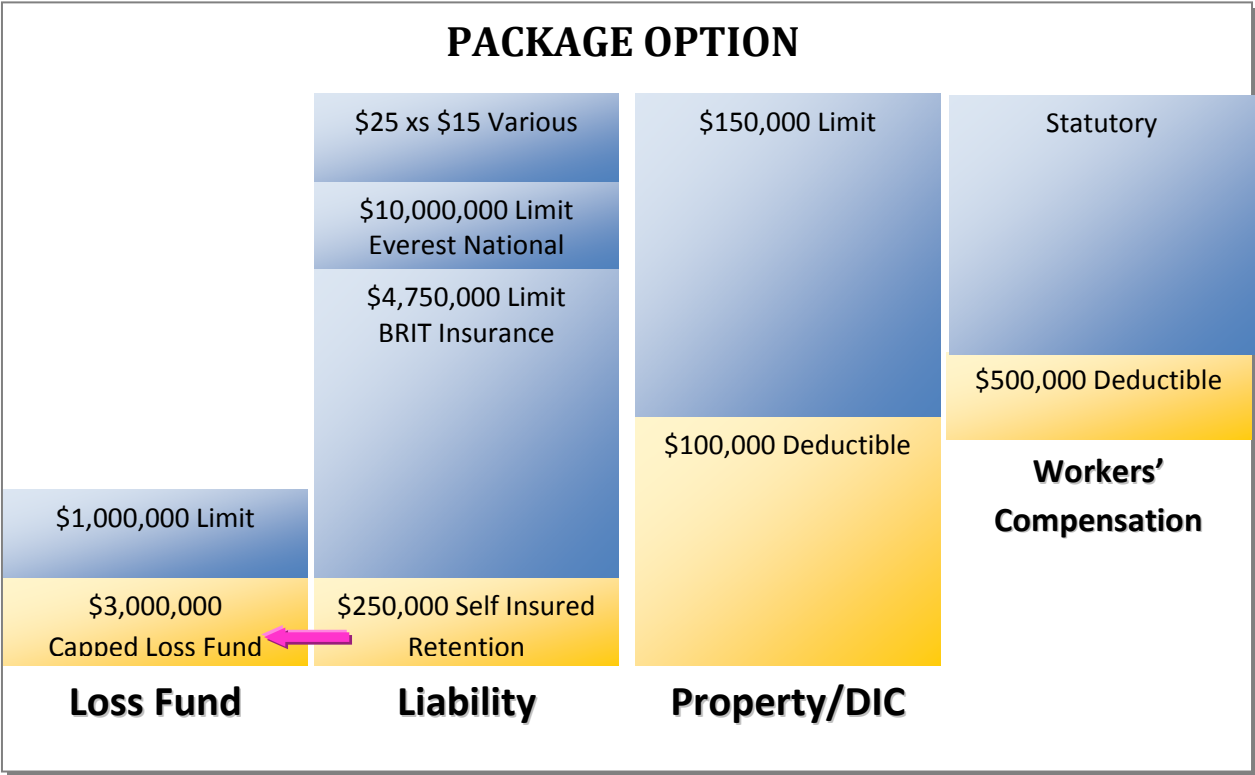 PACKAGE OPTION
$25 xs $15 Various
$10,000,000 Limit
Everest National
$4,750,000 Limit
BRIT Insurance
$250,000 Self Insured
Retention
Liability
$1,000,000 Limit
$3,000,000
Capped Loss Fund
Loss Fund
$150,000 Limit
$100,000 Deductible
Property/DIC
Statutory
$500,000 Deductible
Workers’
Compensation